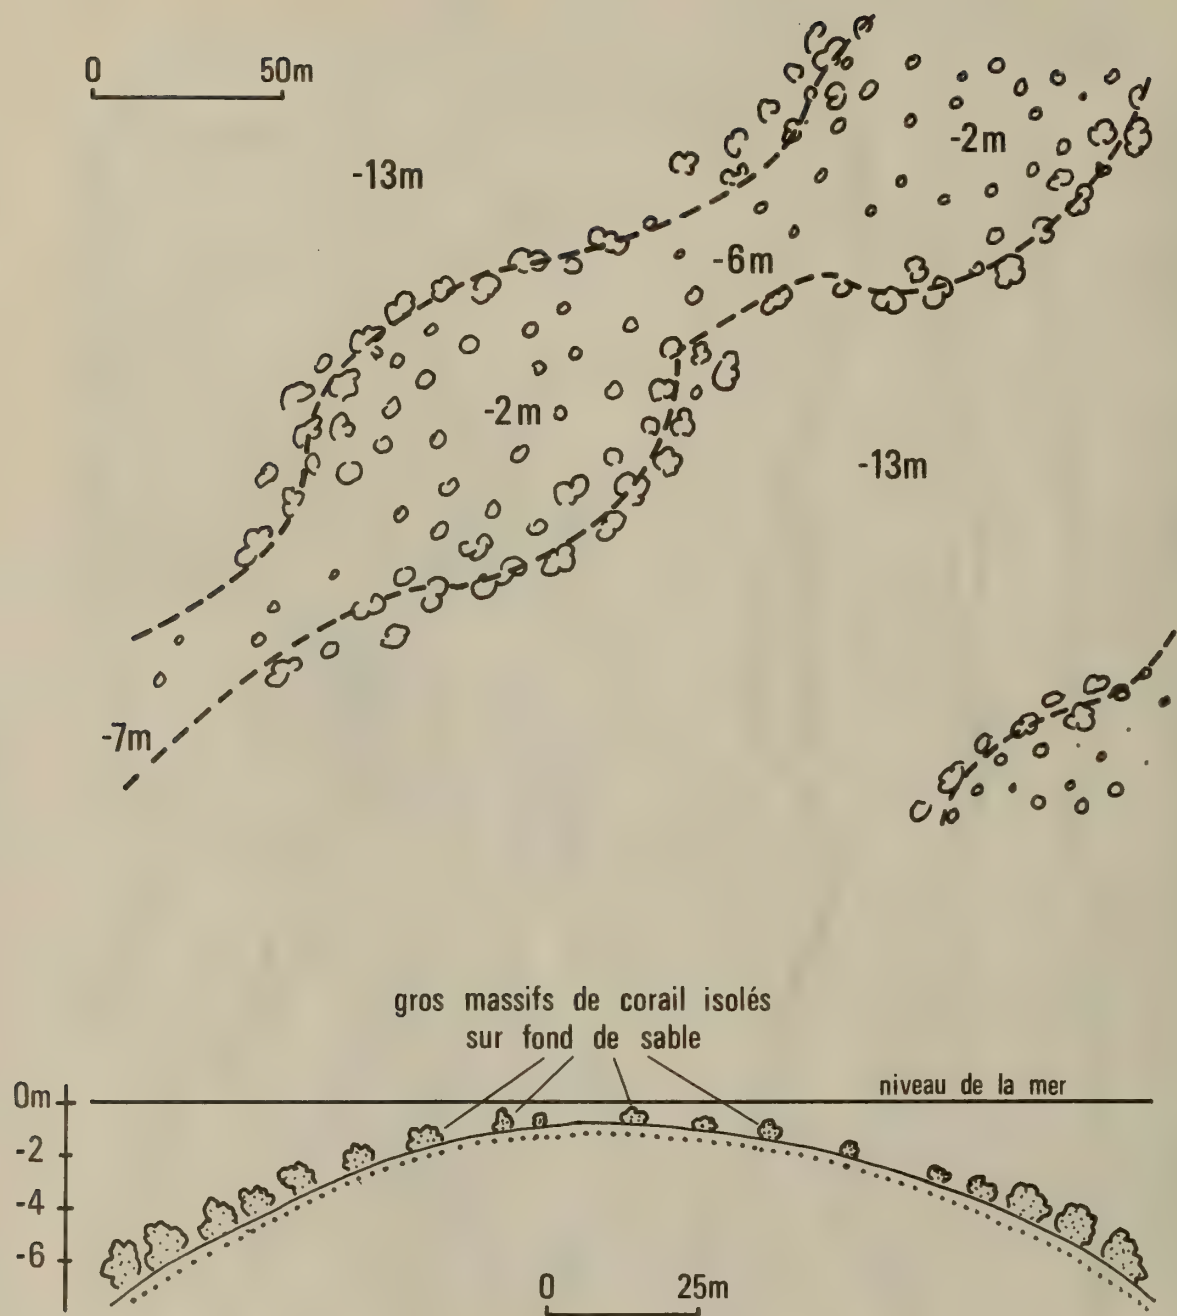 0 50m
-13m
-2m
-6m
-2m
-13m
-7m
gros massifs de corail isolés
sur fond de sable
0m
niveau de la mer
-2
-4
-6
0 25m